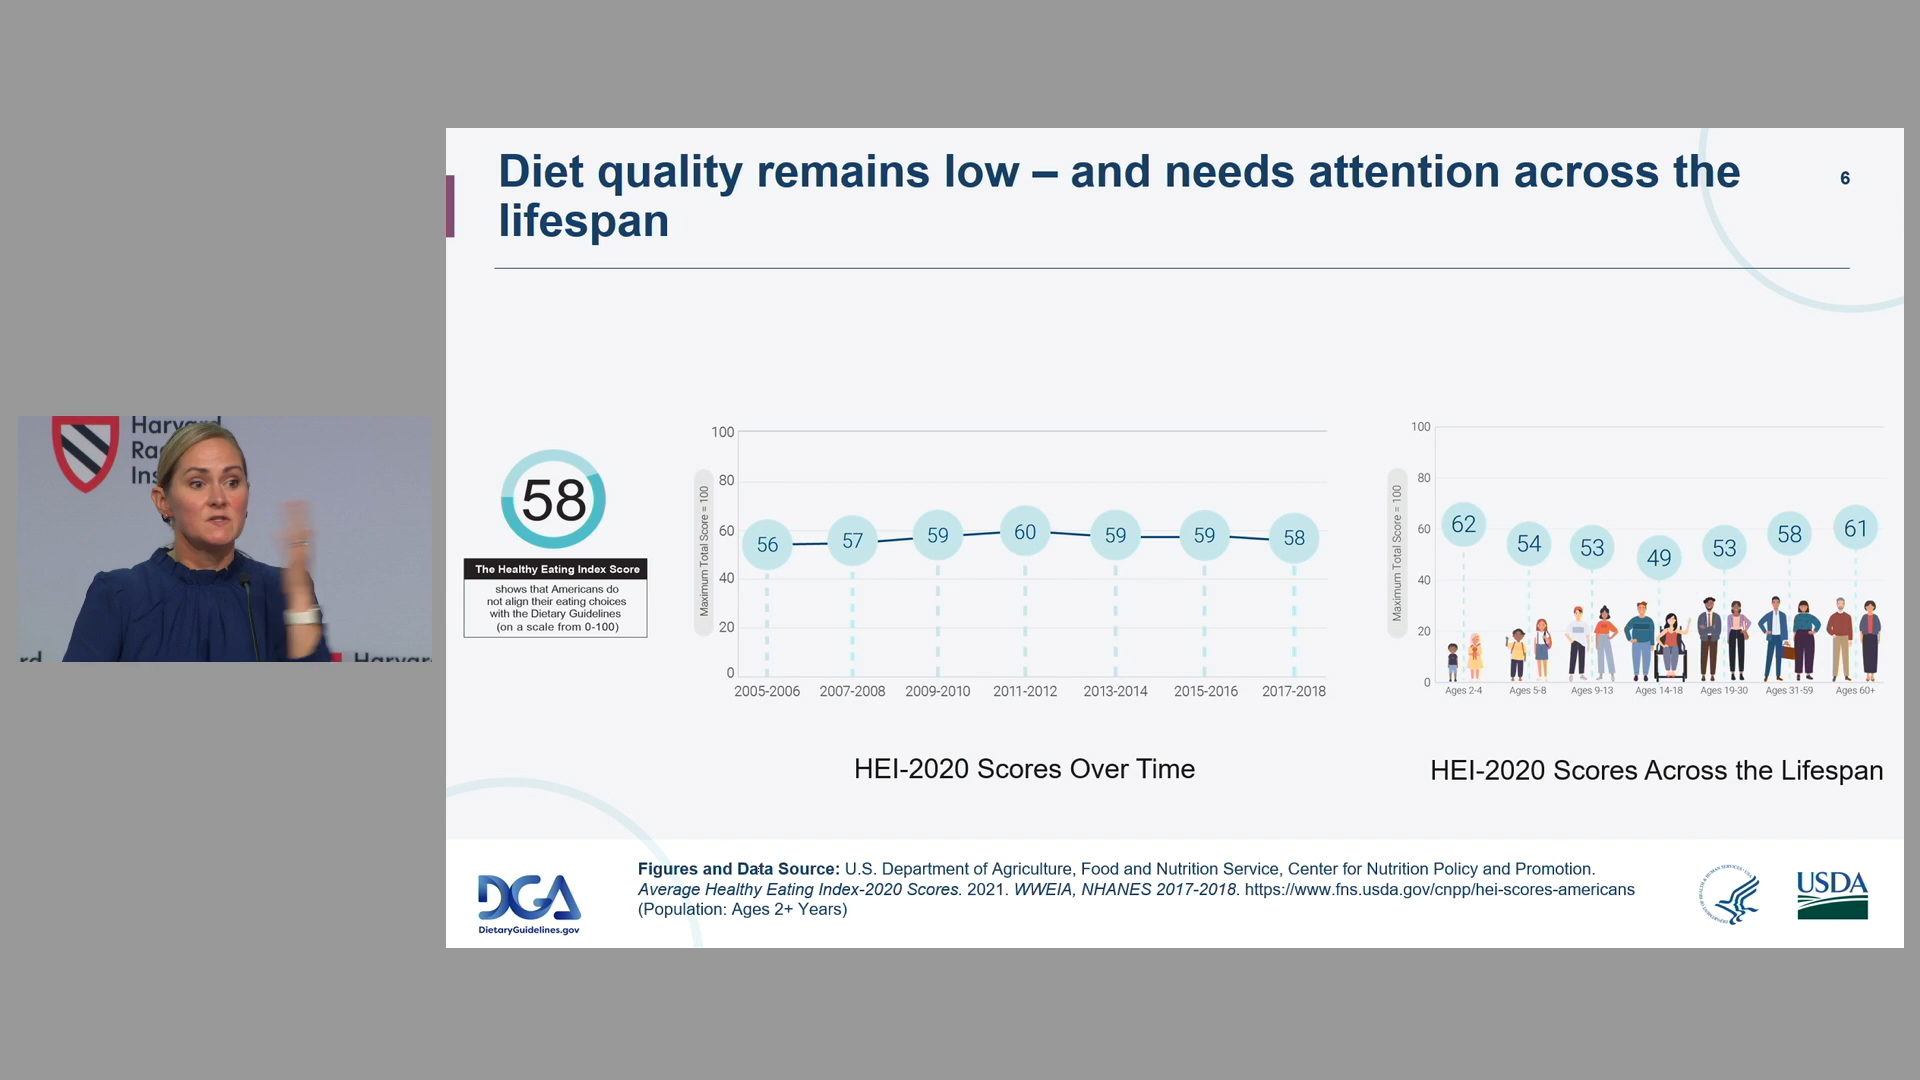 Diet quality remains low – and needs attention across the
lifespan
6
Harvard
Ra
Ins
rd
Harvar
58
The Healthy Eating Index Score
shows that Americans do
not align their eating choices
with the Dietary Guidelines
(on a scale from 0-100)
Maximum Total Score = 100
100
80
60
40
20
0
56
57
59
60
59
59
58
2005-2006
2007-2008
2009-2010
2011-2012
2013-2014
2015-2016
2017-2018
HEI-2020 Scores Over Time
Maximum Total Score = 100
100
80
60
40
20
0
62
54
53
49
53
58
61
Ages 2-4
Ages 5-8
Ages 9-13
Ages 14-18
Ages 19-30
Ages 31-59
Ages 60+
HEI-2020 Scores Across the Lifespan
DGA
DietaryGuidelines.gov
Figures and Data Source: U.S. Department of Agriculture, Food and Nutrition Service, Center for Nutrition Policy and Promotion.
Average Healthy Eating Index-2020 Scores. 2021. WWEIA, NHANES 2017-2018. https://www.fns.usda.gov/cnpp/hei-scores-americans
(Population: Ages 2+ Years)
USDA